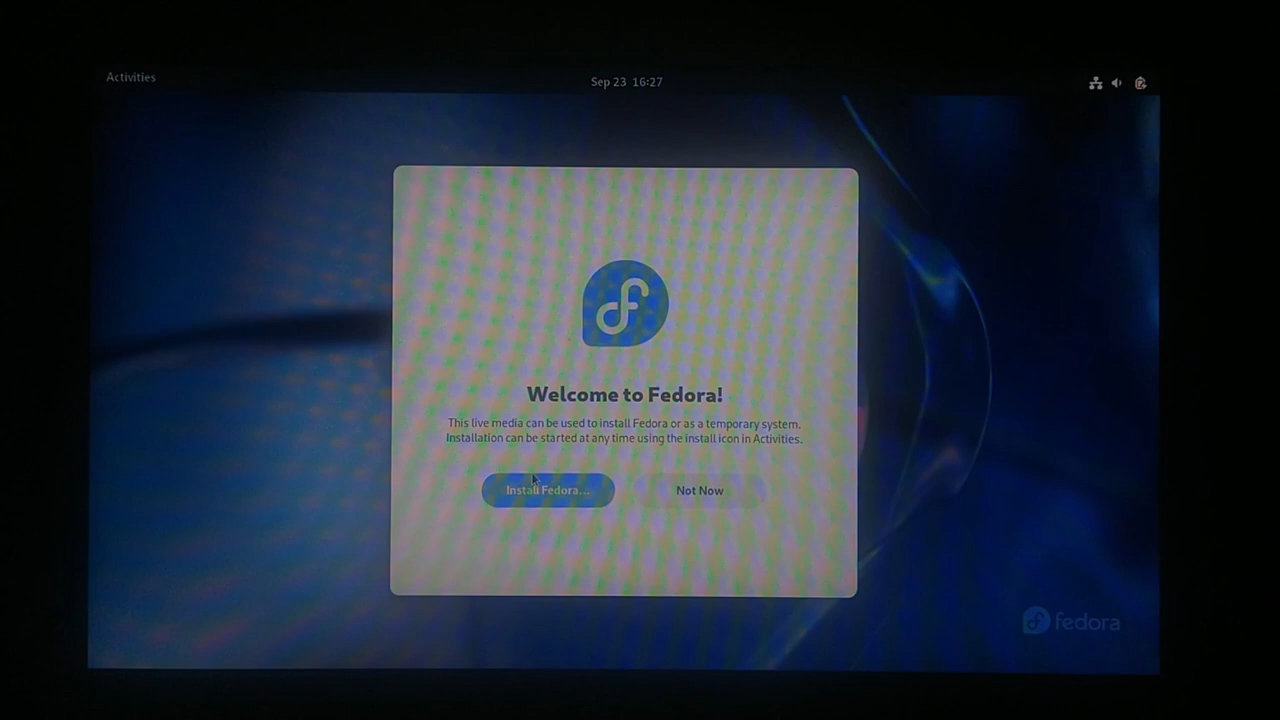 Activities
Sep 23 16:27
Welcome to Fedora!
This live media can be used to install Fedora or as a temporary system.
Installation can be started at any time using the install icon in Activities.
Install Fedora...
Not Now
fedora